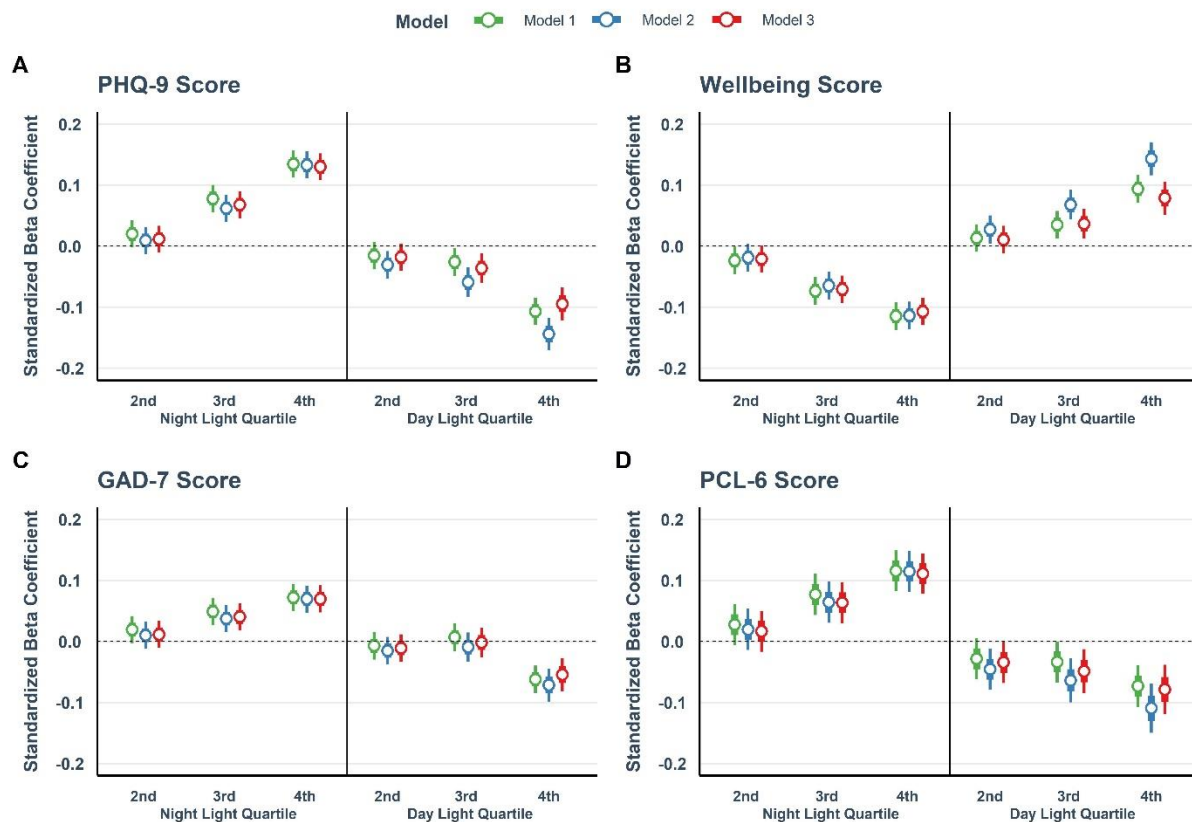 Model Model 1 Model 2 Model 3
A
PHQ-9 Score
Standardized Beta Coefficient
0.2
0.1
0.0
-0.1
-0.2
2nd 3rd 4th 2nd 3rd 4th
Night Light Quartile Day Light Quartile
B
Wellbeing Score
Standardized Beta Coefficient
0.2
0.1
0.0
-0.1
-0.2
2nd 3rd 4th 2nd 3rd 4th
Night Light Quartile Day Light Quartile
C
GAD-7 Score
Standardized Beta Coefficient
0.2
0.1
0.0
-0.1
-0.2
2nd 3rd 4th 2nd 3rd 4th
Night Light Quartile Day Light Quartile
D
PCL-6 Score
Standardized Beta Coefficient
0.2
0.1
0.0
-0.1
-0.2
2nd 3rd 4th 2nd 3rd 4th
Night Light Quartile Day Light Quartile